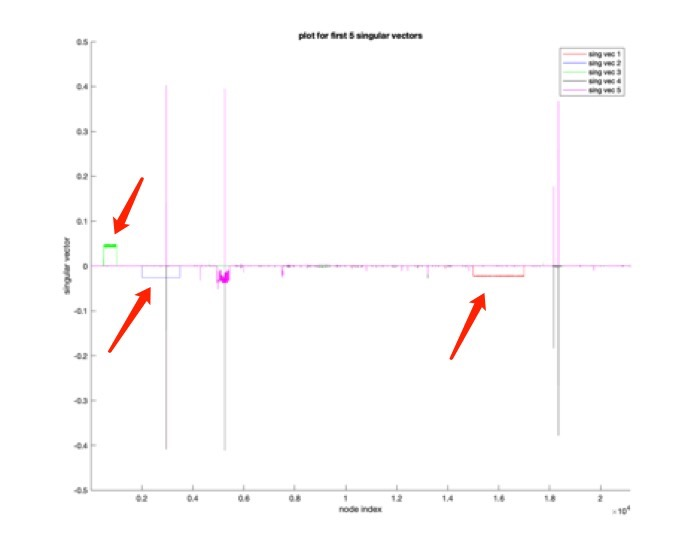 plot for first 5 singular vectors
sing vec 1
sing vec 2
sing vec 3
sing vec 4
sing vec 5
0.5
0.4
0.3
0.2
0.1
0
-0.1
-0.2
-0.3
-0.4
-0.5
singular vector
0.2
0.4
0.6
0.8
1
1.2
1.4
1.6
1.8
2
×10⁴
node index